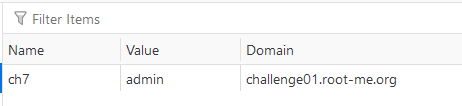 Filter Items
Name Value Domain
ch7 admin challenge01.root-me.org